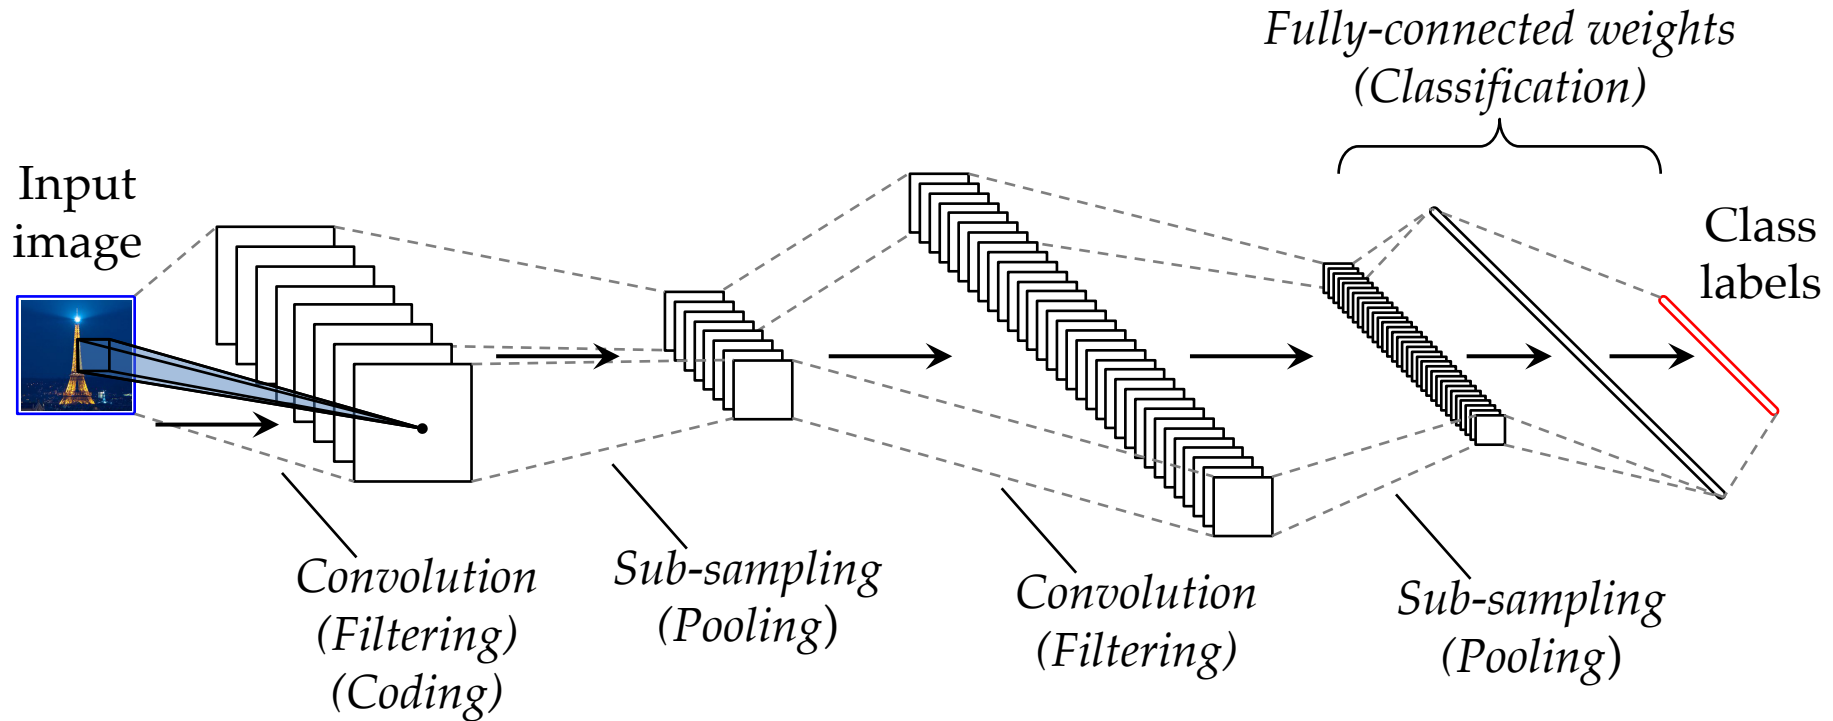 Fully-connected weights
(Classification)
Input
image
Class
labels
Convolution
(Filtering)
(Coding)
Sub-sampling
(Pooling)
Convolution
(Filtering)
Sub-sampling
(Pooling)